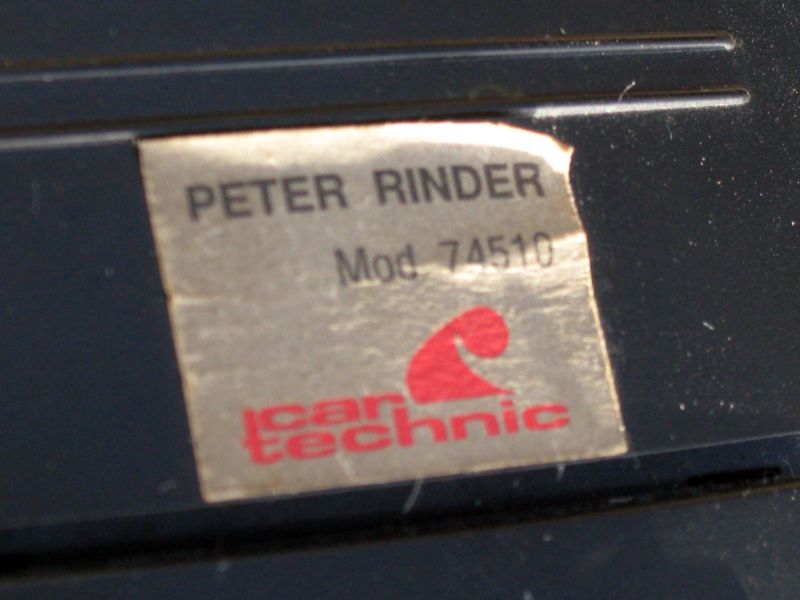 PETER RINDER
Mod 74510
Icar
technic